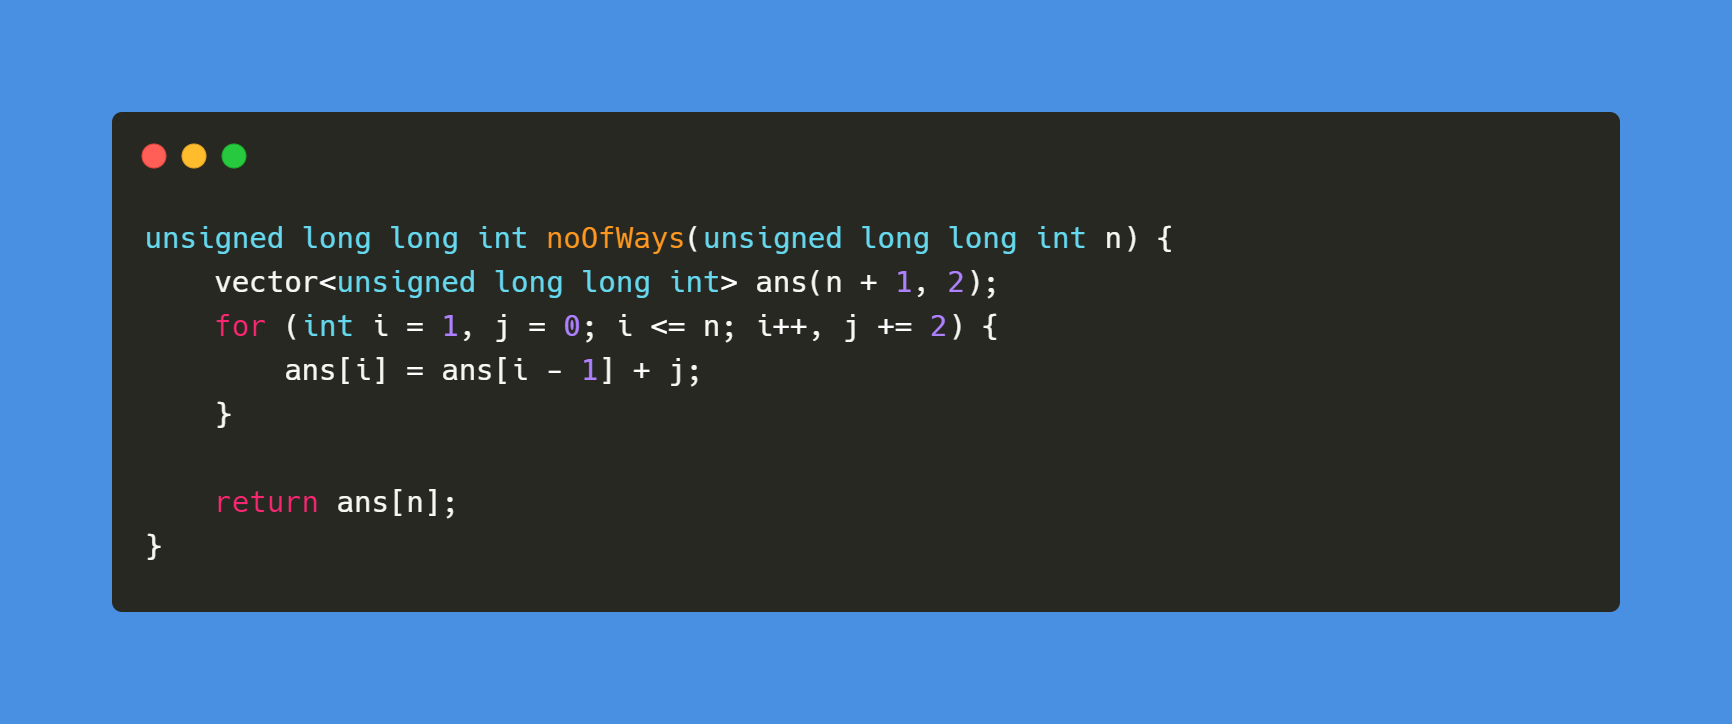 unsigned long long int noOfWays(unsigned long long int n) {
    vector<unsigned long long int> ans(n + 1, 2);
    for (int i = 1, j = 0; i <= n; i++, j += 2) {
        ans[i] = ans[i - 1] + j;
    }

    return ans[n];
}